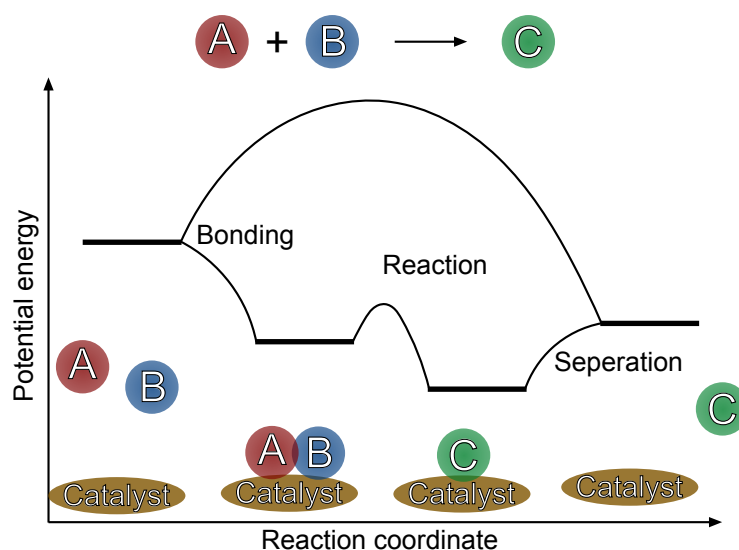 A + B C
Potential energy
Bonding
Reaction
Seperation
A
B
C
A B
C
Catalyst
Catalyst
Catalyst
Catalyst
Reaction coordinate